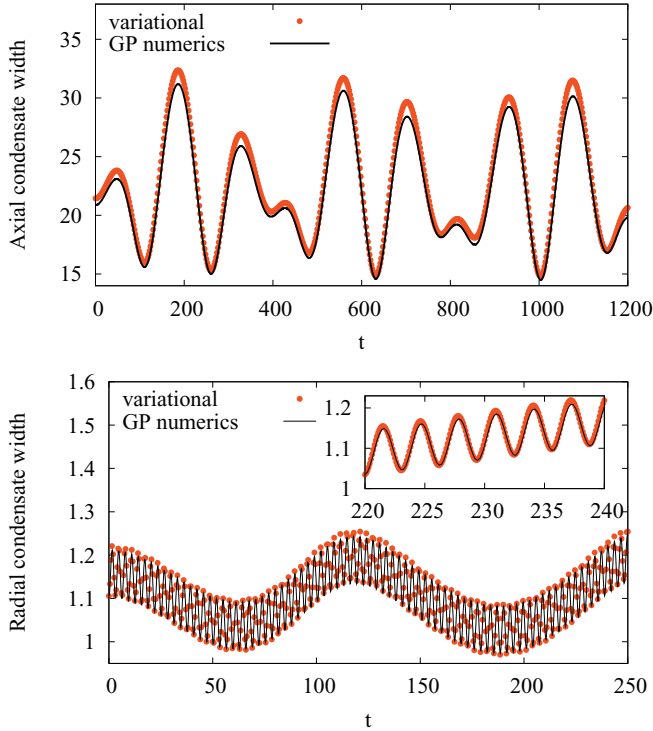 variational
GP numerics
Axial condensate width
35
30
25
20
15
0 200 400 600 800 1000 1200
t
variational
GP numerics
Radial condensate width
1.6
1.5
1.4
1.3
1.2
1.1
1
1.2
1.1
1
220 225 230 235 240
0 50 100 150 200 250
t